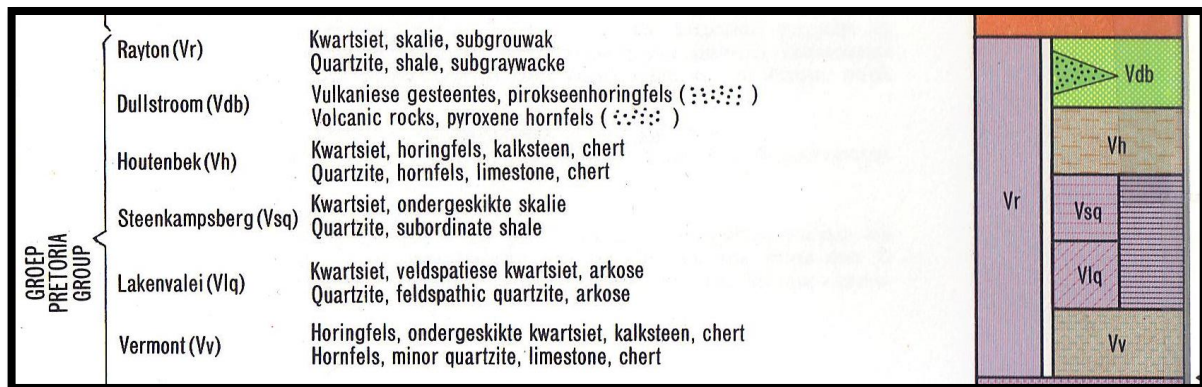 Rayton (Vr)
Kwartsiet, skalie, subgrouwak
Quartzite, shale, subgraywacke
Dullstroom (Vdb)
Vulkaniese gesteentes, pirokseenhoringfels ( )
Volcanic rocks, pyroxene hornfels ( )
Houtenbek (Vh)
Kwartsiet, horingfels, kalksteen, chert
Quartzite, hornfels, limestone, chert
Steenkampsberg (Vsq)
Kwartsiet, ondergeskikte skalie
Quartzite, subordinate shale
Lakenvalei (Vlq)
Kwartsiet, veldspatiese kwartsiet, arkose
Quartzite, feldspathic quartzite, arkose
Vermont (Vv)
Horingfels, ondergeskikte kwartsiet, kalksteen, chert
Hornfels, minor quartzite, limestone, chert
GROEP
PRETORIA
GROUP
Vr
Vdb
Vh
Vsq
Vlq
Vv